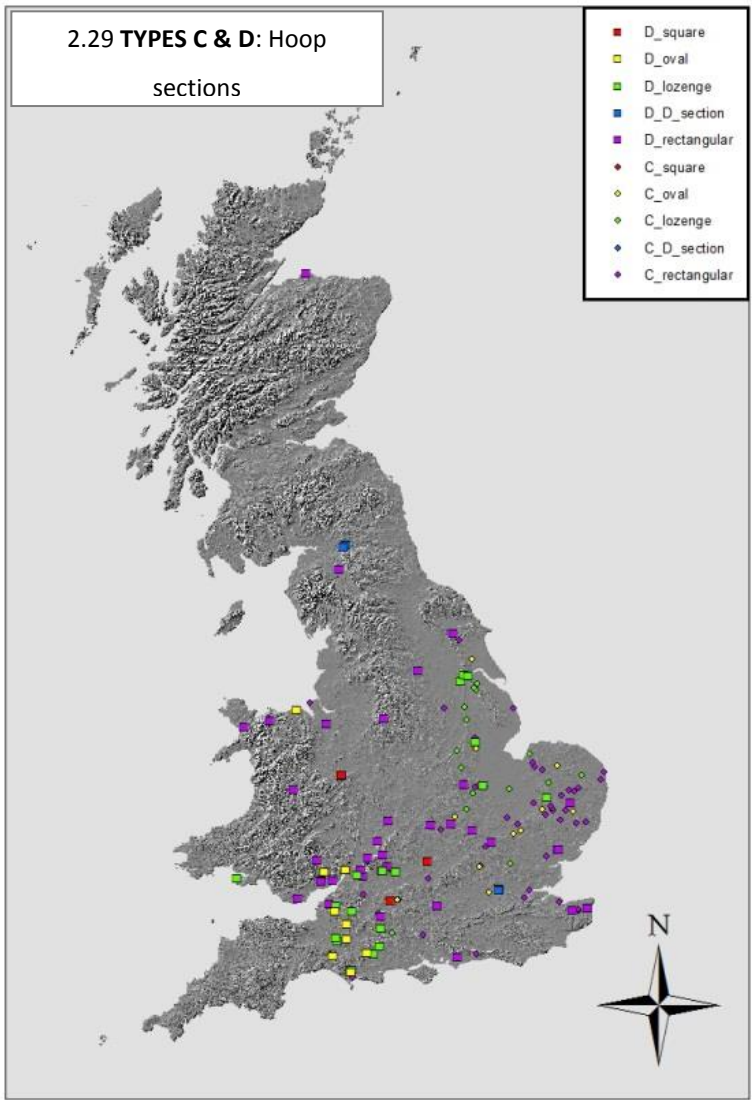 2.29 TYPES C & D: Hoop
sections
D_square
D_oval
D_lozenge
D_D_section
D_rectangular
C_square
C_oval
C_lozenge
C_D_section
C_rectangular
N